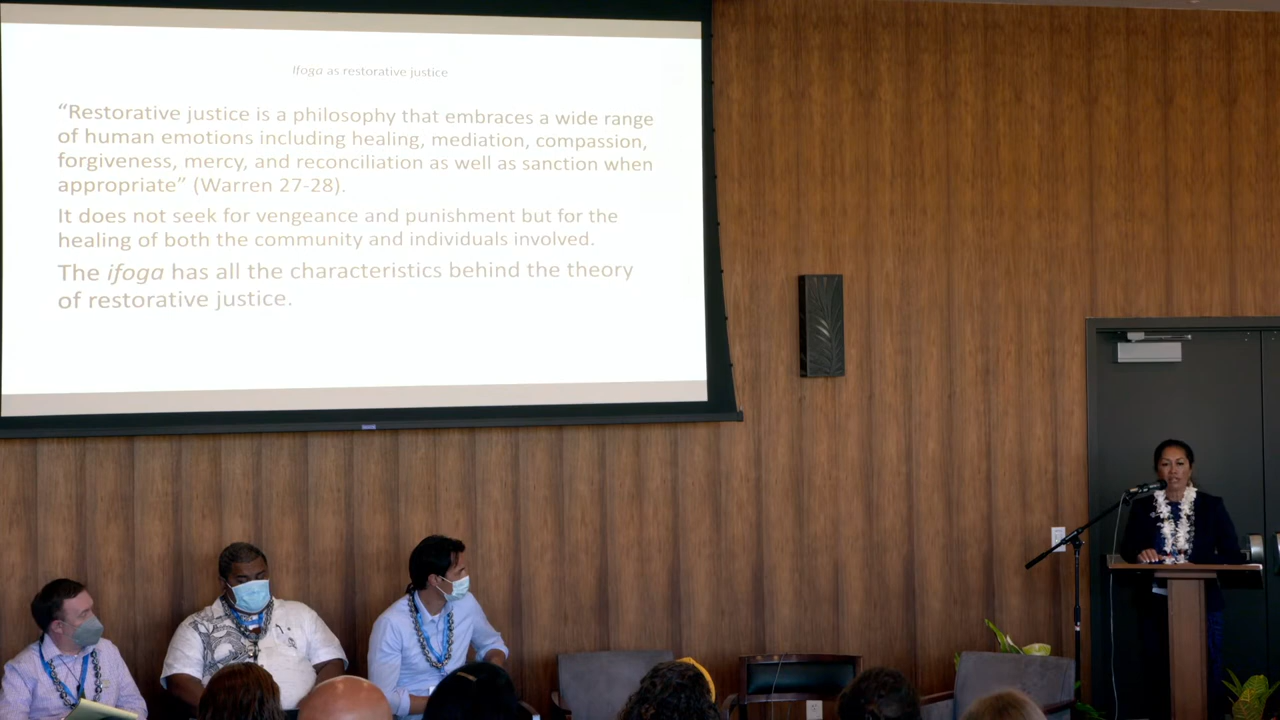 Ifoga as restorative justice
“Restorative justice is a philosophy that embraces a wide range
of human emotions including healing, mediation, compassion,
forgiveness, mercy, and reconciliation as well as sanction when
appropriate” (Warren 27-28).
It does not seek for vengeance and punishment but for the
healing of both the community and individuals involved.
The ifoga has all the characteristics behind the theory
of restorative justice.